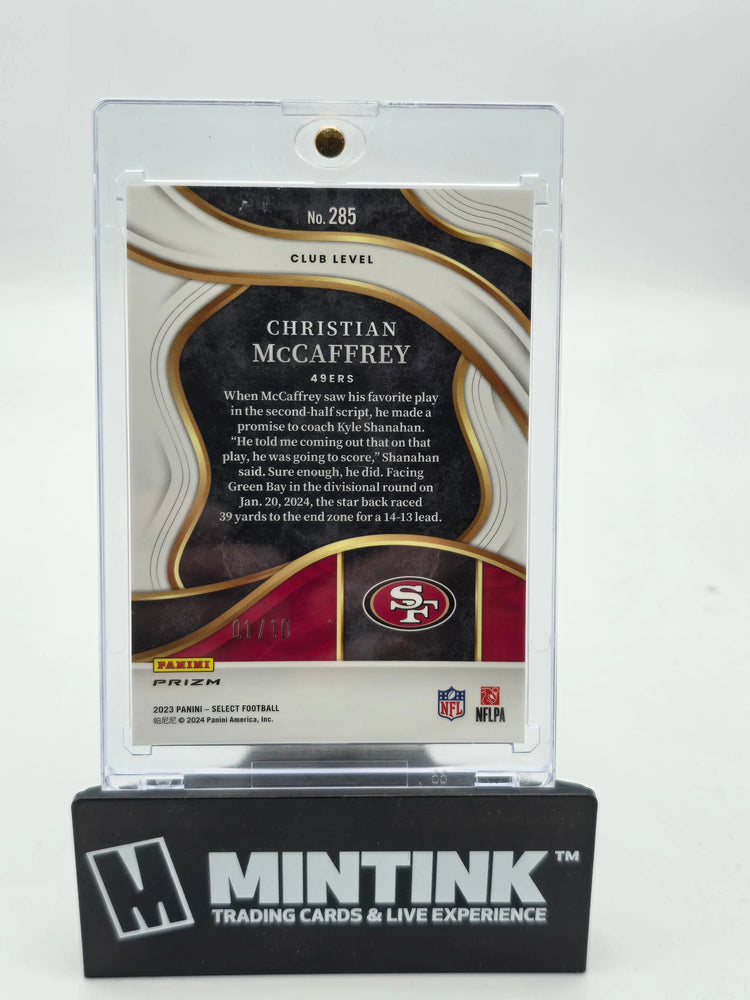 No. 285
CLUB LEVEL
CHRISTIAN
McCAFFREY
49ERS
When McCaffrey saw his favorite play
in the second-half script, he made a
promise to coach Kyle Shanahan.
“He told me coming out that on that
play, he was going to score,” Shanahan
said. Sure enough, he did. Facing
Green Bay in the divisional round on
Jan. 20, 2024, the star back raced
39 yards to the end zone for a 14-13 lead.
SF
01/10
PANINI
PRIZM
2023 PANINI – SELECT FOOTBALL
帕尼尼 © 2024 Panini America, Inc.
NFL
NFLPA
M MINTINK™
TRADING CARDS & LIVE EXPERIENCE